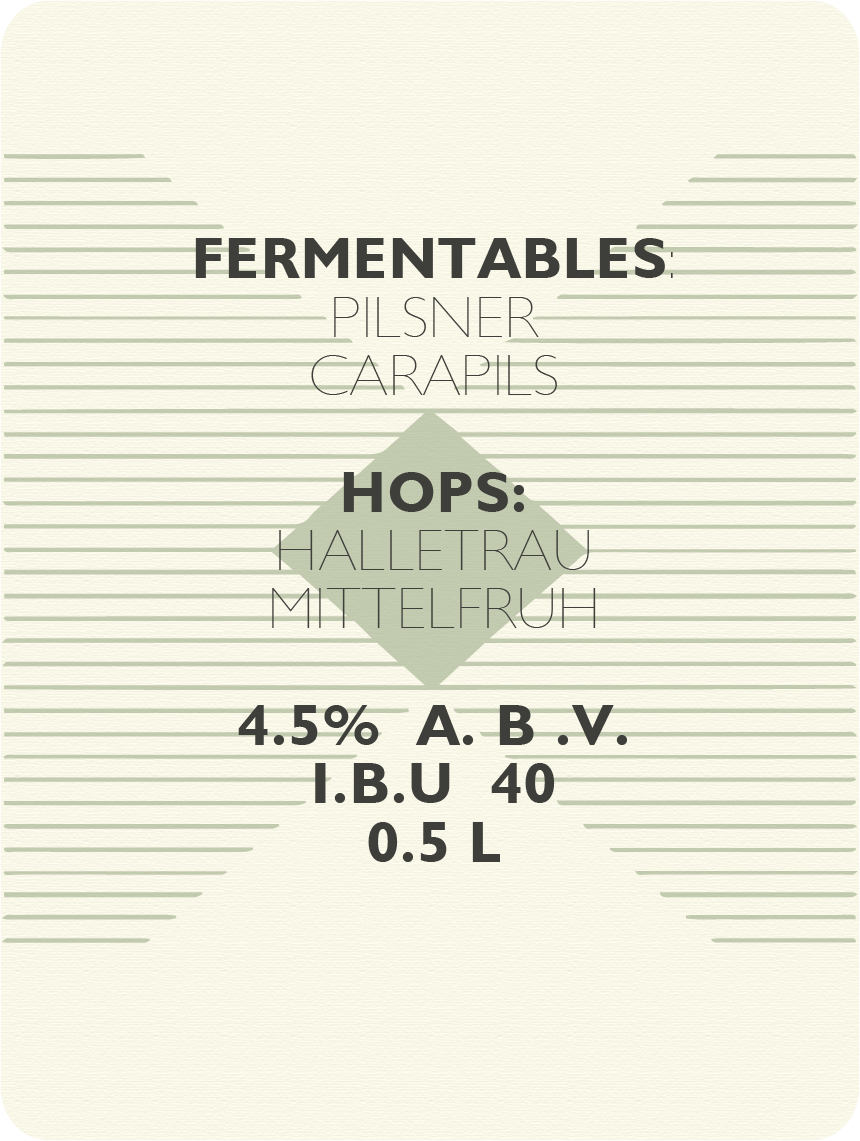 FERMENTABLES:
PILSNER
CARAPILS
HOPS:
HALLETRAU
MITTELFRUH
4.5% A. B .V.
I.B.U 40
0.5 L